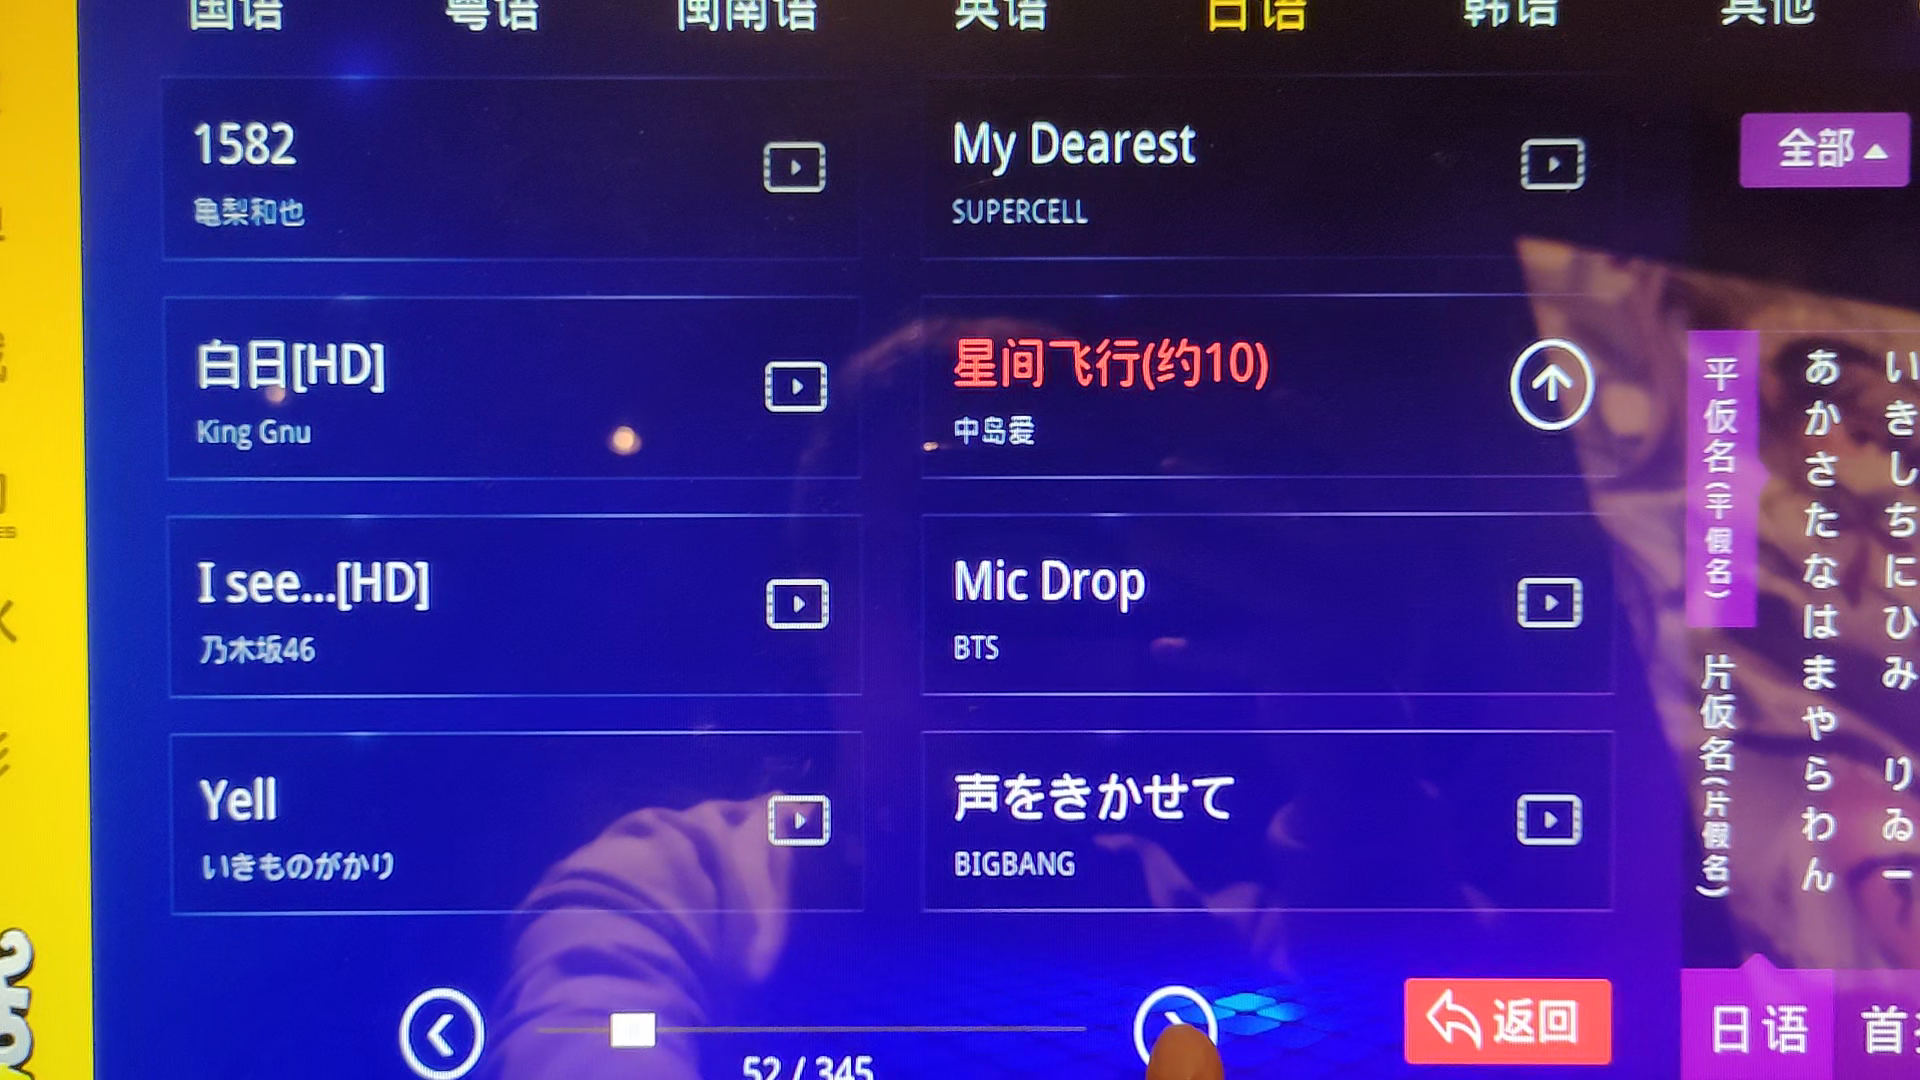 国语 粤语 闽南语 英语 日语 韩语 其他
1582
亀梨和也
My Dearest
SUPERCELL
全部
白日[HD]
King Gnu
星间飞行(约10)
中岛爱
I see...[HD]
乃木坂46
Mic Drop
BTS
Yell
いきものがかり
声をきかせて
BIGBANG
平仮名(平假名)
片仮名(片假名)
あかさたなはまやらわん
いきしちにひみ りゐー
52 / 345
返回
日语
首